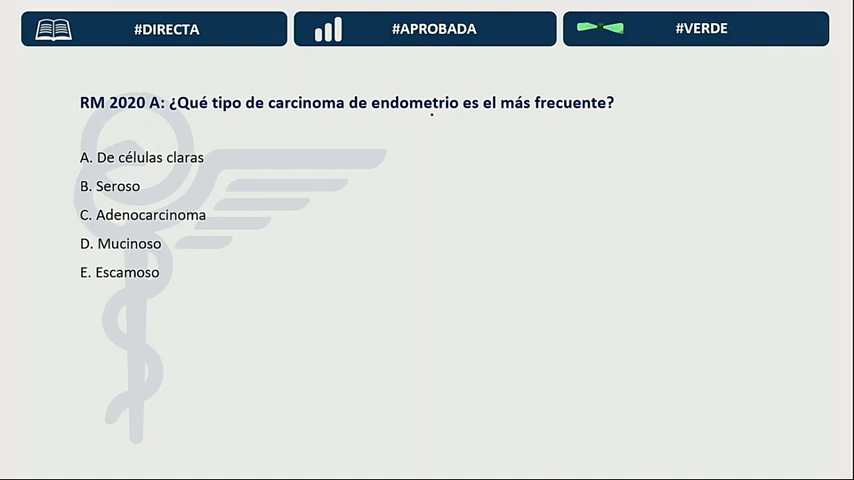 #DIRECTA
#APROBADA
#VERDE
RM 2020 A: ¿Qué tipo de carcinoma de endometrio es el más frecuente?
A. De células claras
B. Seroso
C. Adenocarcinoma
D. Mucinoso
E. Escamoso